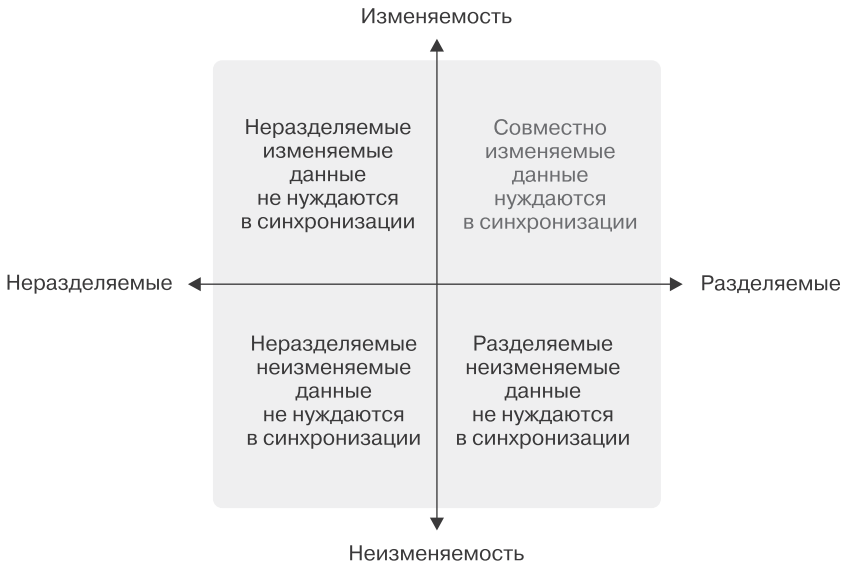 Изменяемость
Неразделяемые
изменяемые
данные
не нуждаются
в синхронизации
Совместно
изменяемые
данные
нуждаются
в синхронизации
Неразделяемые
Разделяемые
Неразделяемые
неизменяемые
данные
не нуждаются
в синхронизации
Разделяемые
неизменяемые
данные
не нуждаются
в синхронизации
Неизменяемость